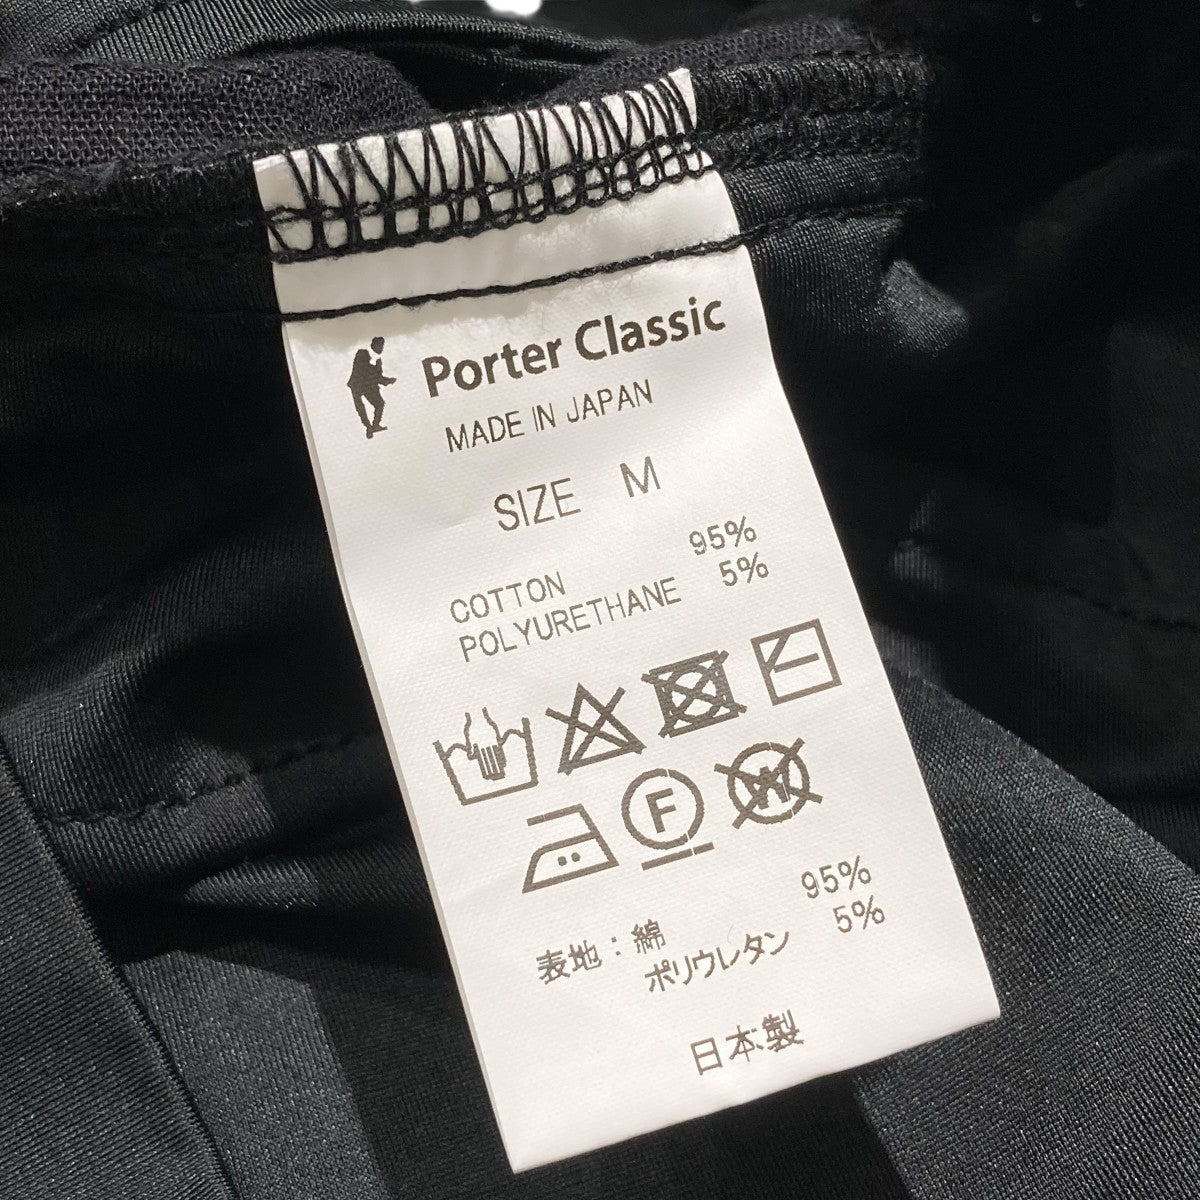 Porter Classic
MADE IN JAPAN
SIZE M
COTTON 95%
POLYURETHANE 5%
F
W
表地：綿 95%
ポリウレタン 5%
日本製